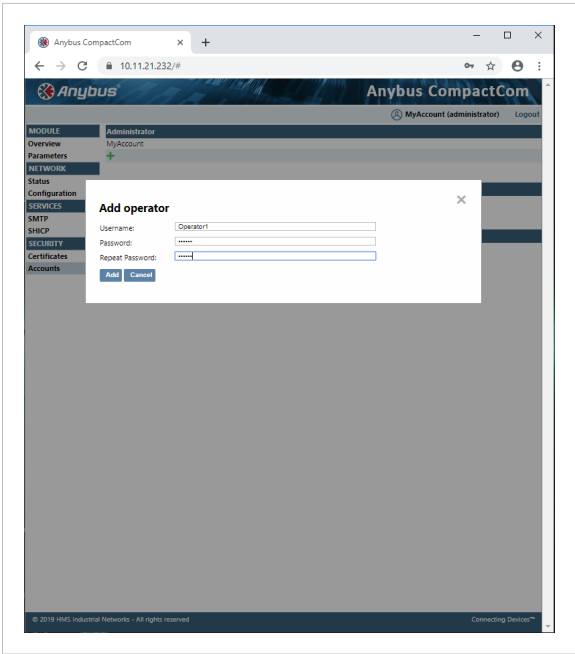 Anybus CompactCom
10.11.21.232/#
Anybus®
Anybus CompactCom
MyAccount (administrator) Logout
MODULE
Overview
Parameters
NETWORK
Status
Configuration
SERVICES
SMTP
SHICP
SECURITY
Certificates
Accounts
Administrator
MyAccount
Add operator
Username: Operator1
Password: ••••••
Repeat Password: ••••••
Add Cancel
© 2019 HMS Industrial Networks - All rights reserved
Connecting Devices™